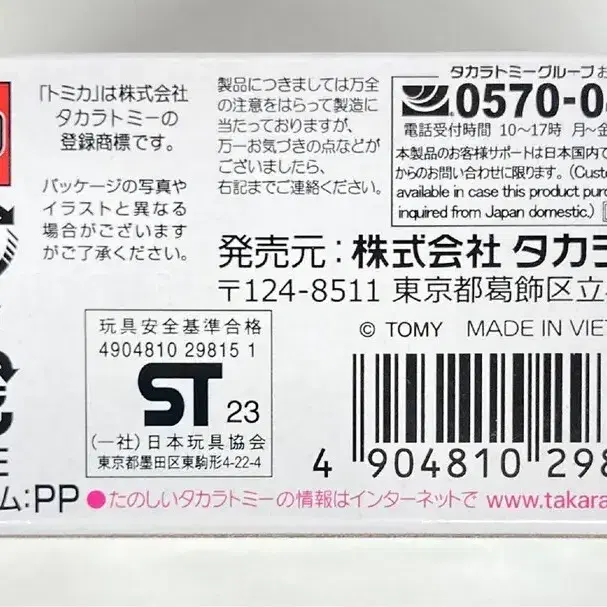 「トミカ」は株式会社
タカラトミーの
登録商標です。
パッケージの写真や
イラストと異なる
場合がございます
がご了承ください。
製品につきましては万全
の注意をはらって製造に
当たっておりますが、
万一お気づきの点などが
ございましたら、
右記までご連絡ください。
タカラトミーグループお
0570-0
電話受付時間 10〜17時 月〜金
本製品のお客様サポートは日本国内で
からのお問い合わせに限ります。(Custo
available in case this product purc
inquired from Japan domestic.)
発売元:株式会社 タカラ
〒124-8511 東京都葛飾区立
© TOMY MADE IN VIET
玩具安全基準合格
4904810 29815 1
ST 23
(一社)日本玩具協会
東京都墨田区東駒形4-22-4
4 904810 298
ム:PP
●たのしいタカラトミーの情報はインターネットで www.takara